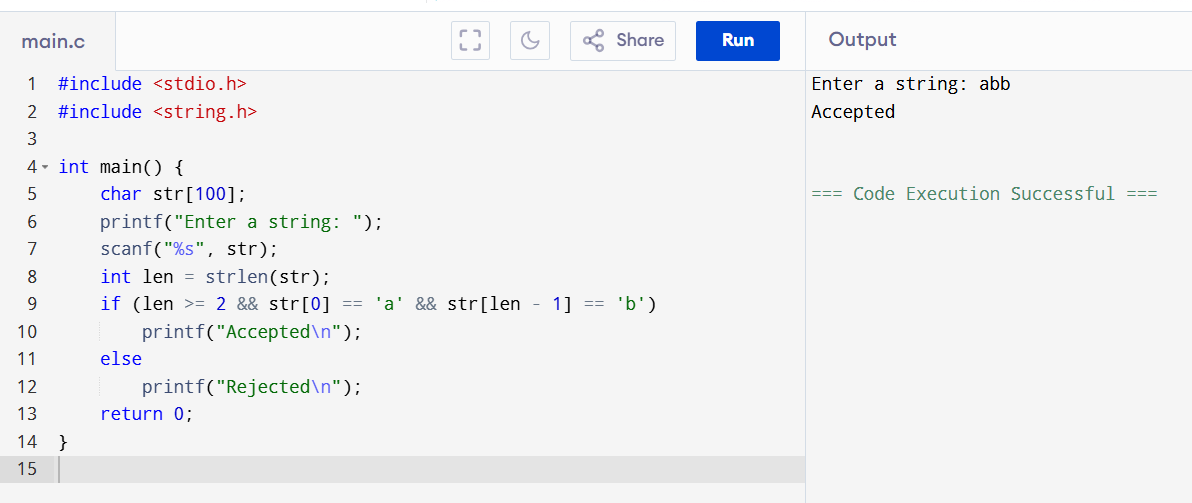 main.c
Share
Run
Output
1 #include <stdio.h>
2 #include <string.h>
3
4 int main() {
5     char str[100];
6     printf("Enter a string: ");
7     scanf("%s", str);
8     int len = strlen(str);
9     if (len >= 2 && str[0] == 'a' && str[len - 1] == 'b')
10         printf("Accepted\n");
11     else
12         printf("Rejected\n");
13     return 0;
14 }
15
Enter a string: abb
Accepted
=== Code Execution Successful ===